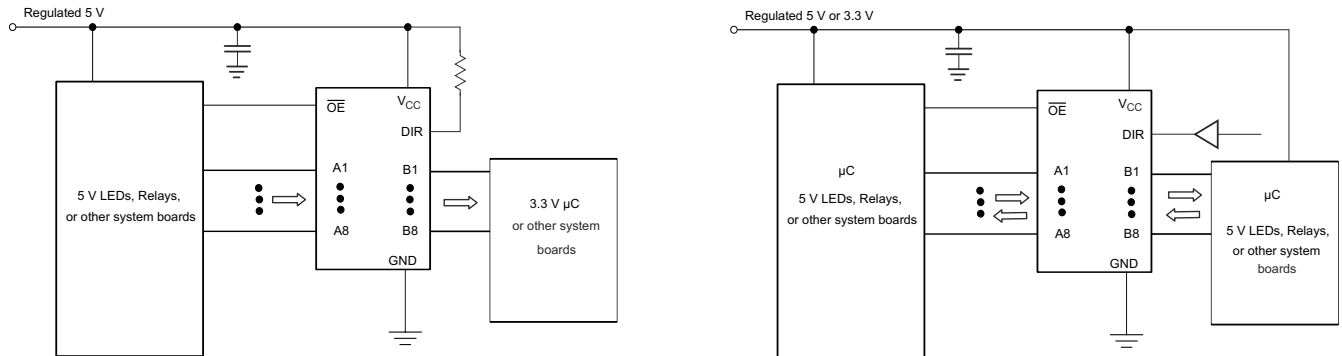 Regulated 5 V
OE
VCC
DIR
A1
B1
5 V LEDs, Relays,
or other system boards
3.3 V µC
or other system
boards
A8
B8
GND
Regulated 5 V or 3.3 V
OE
VCC
DIR
µC
5 V LEDs, Relays,
or other system boards
A1
B1
A8
B8
GND
µC
5 V LEDs, Relays,
or other system
boards